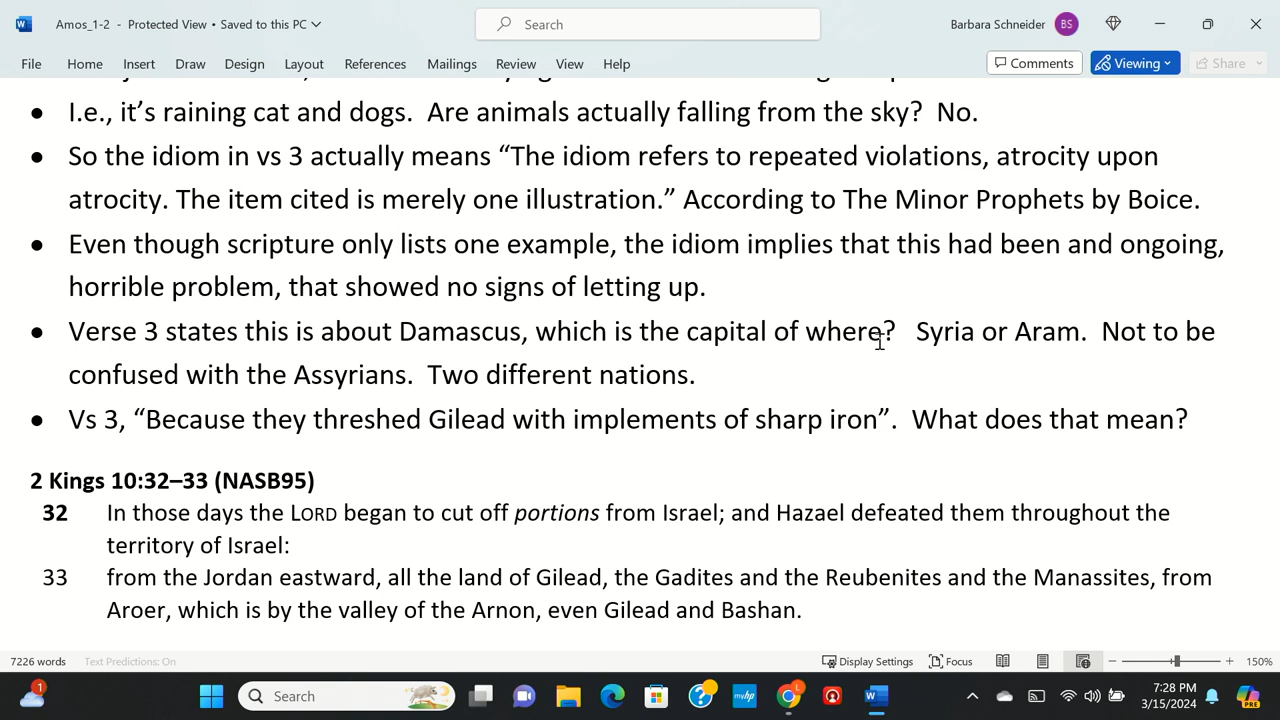 Amos_1-2 • Protected View • Saved to this PC
Search
Barbara Schneider
BS
File Home Insert Draw Design Layout References Mailings Review View Help
Comments Viewing Share
• I.e., it’s raining cat and dogs. Are animals actually falling from the sky? No.
• So the idiom in vs 3 actually means “The idiom refers to repeated violations, atrocity upon
atrocity. The item cited is merely one illustration.” According to The Minor Prophets by Boice.
• Even though scripture only lists one example, the idiom implies that this had been and ongoing,
horrible problem, that showed no signs of letting up.
• Verse 3 states this is about Damascus, which is the capital of where? Syria or Aram. Not to be
confused with the Assyrians. Two different nations.
• Vs 3, “Because they threshed Gilead with implements of sharp iron”. What does that mean?
2 Kings 10:32–33 (NASB95)
32 In those days the LORD began to cut off portions from Israel; and Hazael defeated them throughout the
territory of Israel:
33 from the Jordan eastward, all the land of Gilead, the Gadites and the Reubenites and the Manassites, from
Aroer, which is by the valley of the Arnon, even Gilead and Bashan.
7226 words Text Predictions: On Display Settings Focus 150%
1
Search
myhp
L
7:28 PM
3/15/2024
PRE